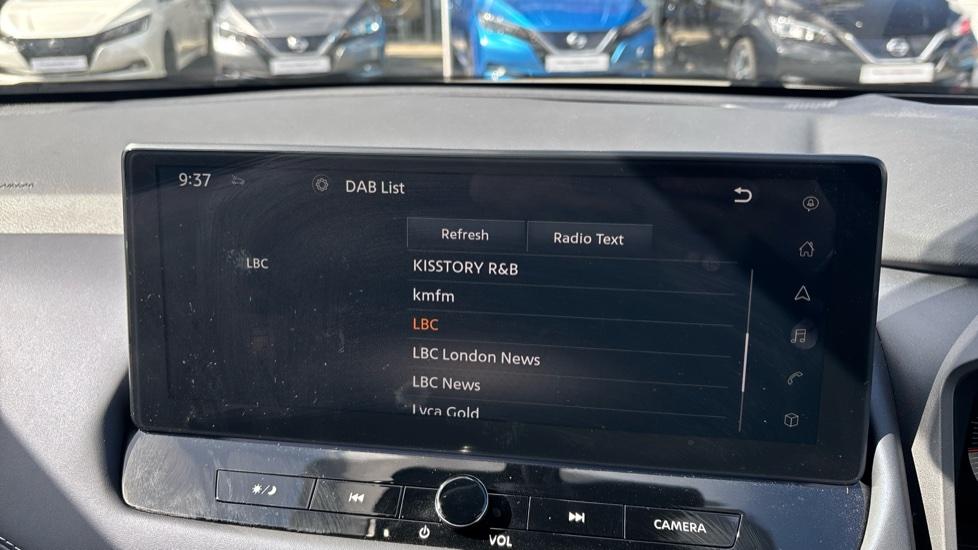 9:37
DAB List
Refresh
Radio Text
LBC
KISSTORY R&B
kmfm
LBC
LBC London News
LBC News
Lyca Gold
VOL
CAMERA